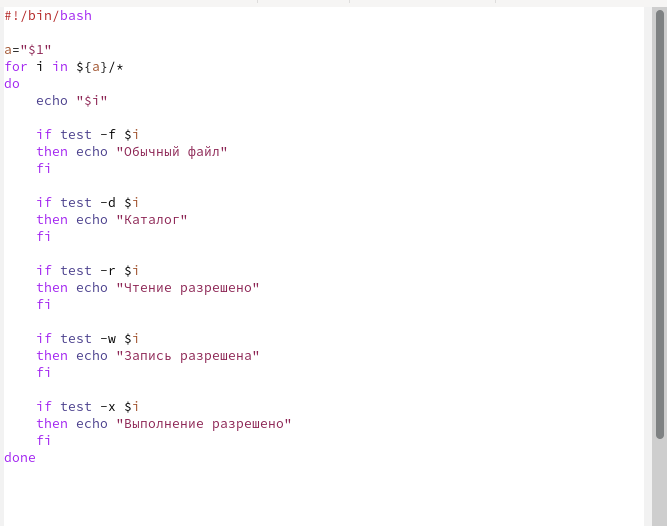 #!/bin/bash

a="$1"
for i in ${a}/*
do
    echo "$i"

    if test -f $i
    then echo "Обычный файл"
    fi

    if test -d $i
    then echo "Каталог"
    fi

    if test -r $i
    then echo "Чтение разрешено"
    fi

    if test -w $i
    then echo "Запись разрешена"
    fi

    if test -x $i
    then echo "Выполнение разрешено"
    fi
done